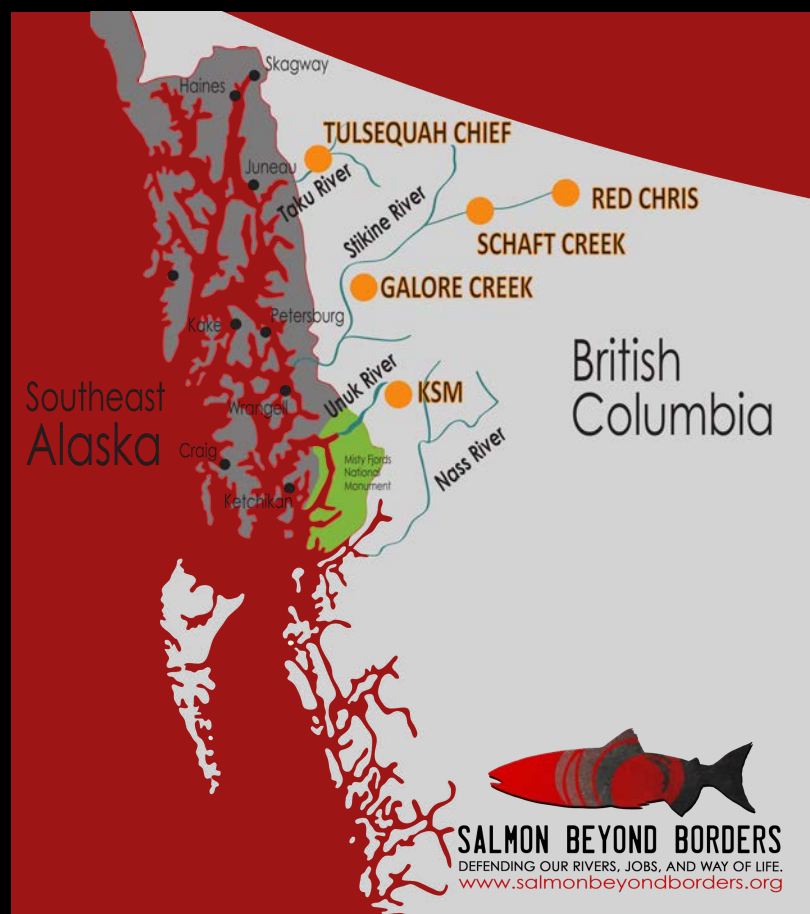 Skagway
Haines
TULSEQUAH CHIEF
Juneau
Taku River
Stikine River
RED CHRIS
SCHAFT CREEK
GALORE CREEK
Petersburg
Kake
British
Columbia
Unuk River
KSM
Southeast
Alaska
Wrangell
Nass River
Craig
Misty Fjords
National
Monument
Ketchikan
SALMON BEYOND BORDERS
DEFENDING OUR RIVERS, JOBS, AND WAY OF LIFE.
www.salmonbeyondborders.org